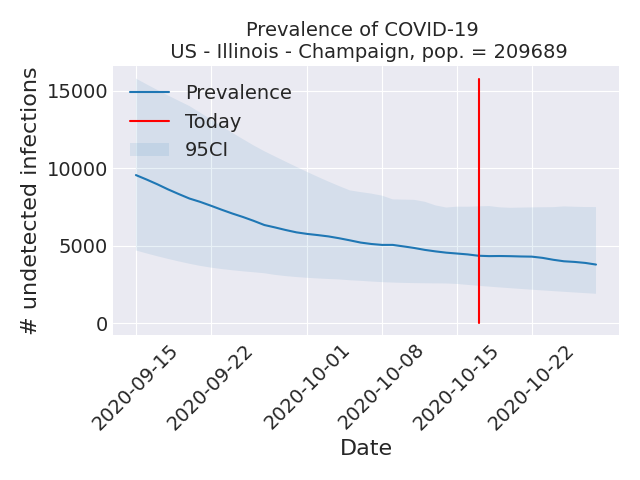 Prevalence of COVID-19
US - Illinois - Champaign, pop. = 209689
# undetected infections
15000
10000
5000
0
Prevalence
Today
95CI
2020-09-15
2020-09-22
2020-10-01
2020-10-08
2020-10-15
2020-10-22
Date